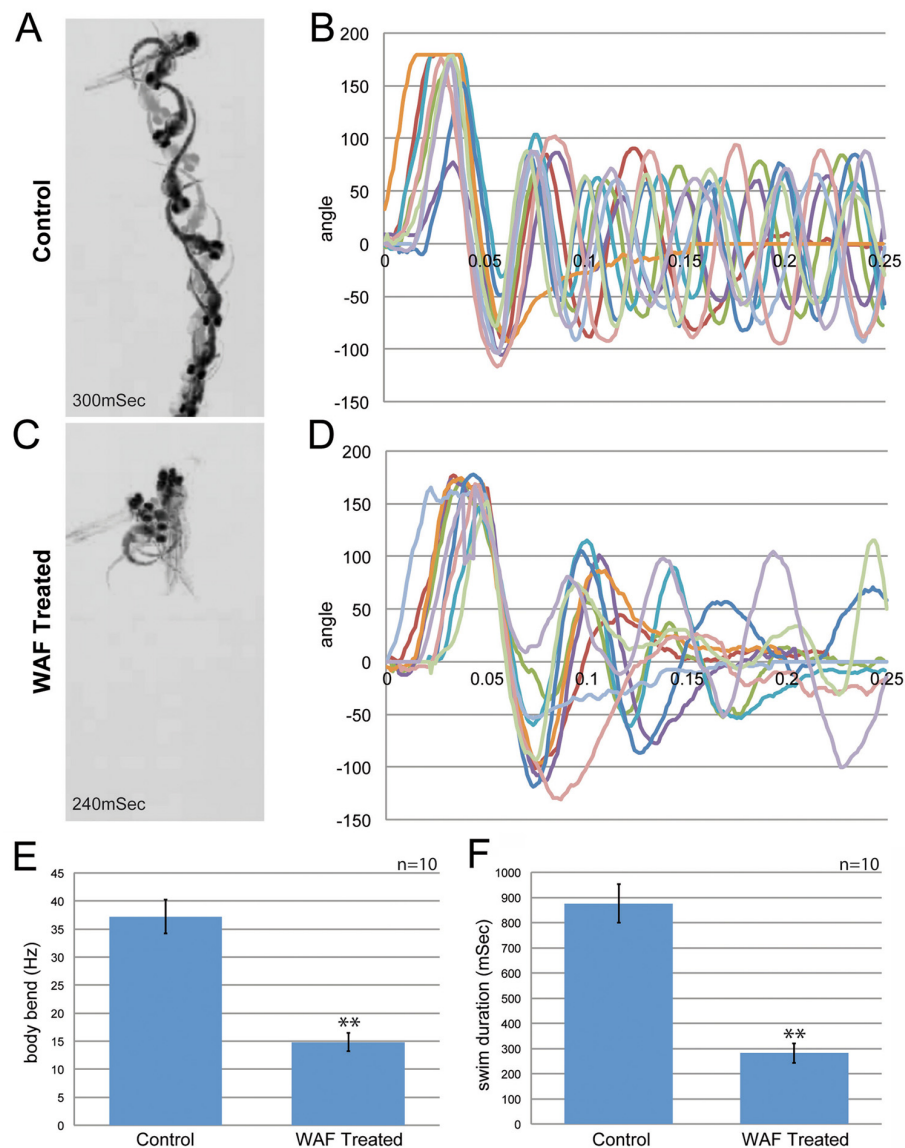 A
Control
300mSec
B
200
150
100
50
0
-50
-100
-150
angle
0 0.05 0.1 0.15 0.2 0.25
C
WAF Treated
240mSec
D
200
150
100
50
0
-50
-100
-150
angle
0 0.05 0.1 0.15 0.2 0.25
E
n=10
45
40
35
30
25
20
15
10
5
0
body bend (Hz)
**
Control WAF Treated
F
n=10
1000
900
800
700
600
500
400
300
200
100
0
swim duration (mSec)
**
Control WAF Treated